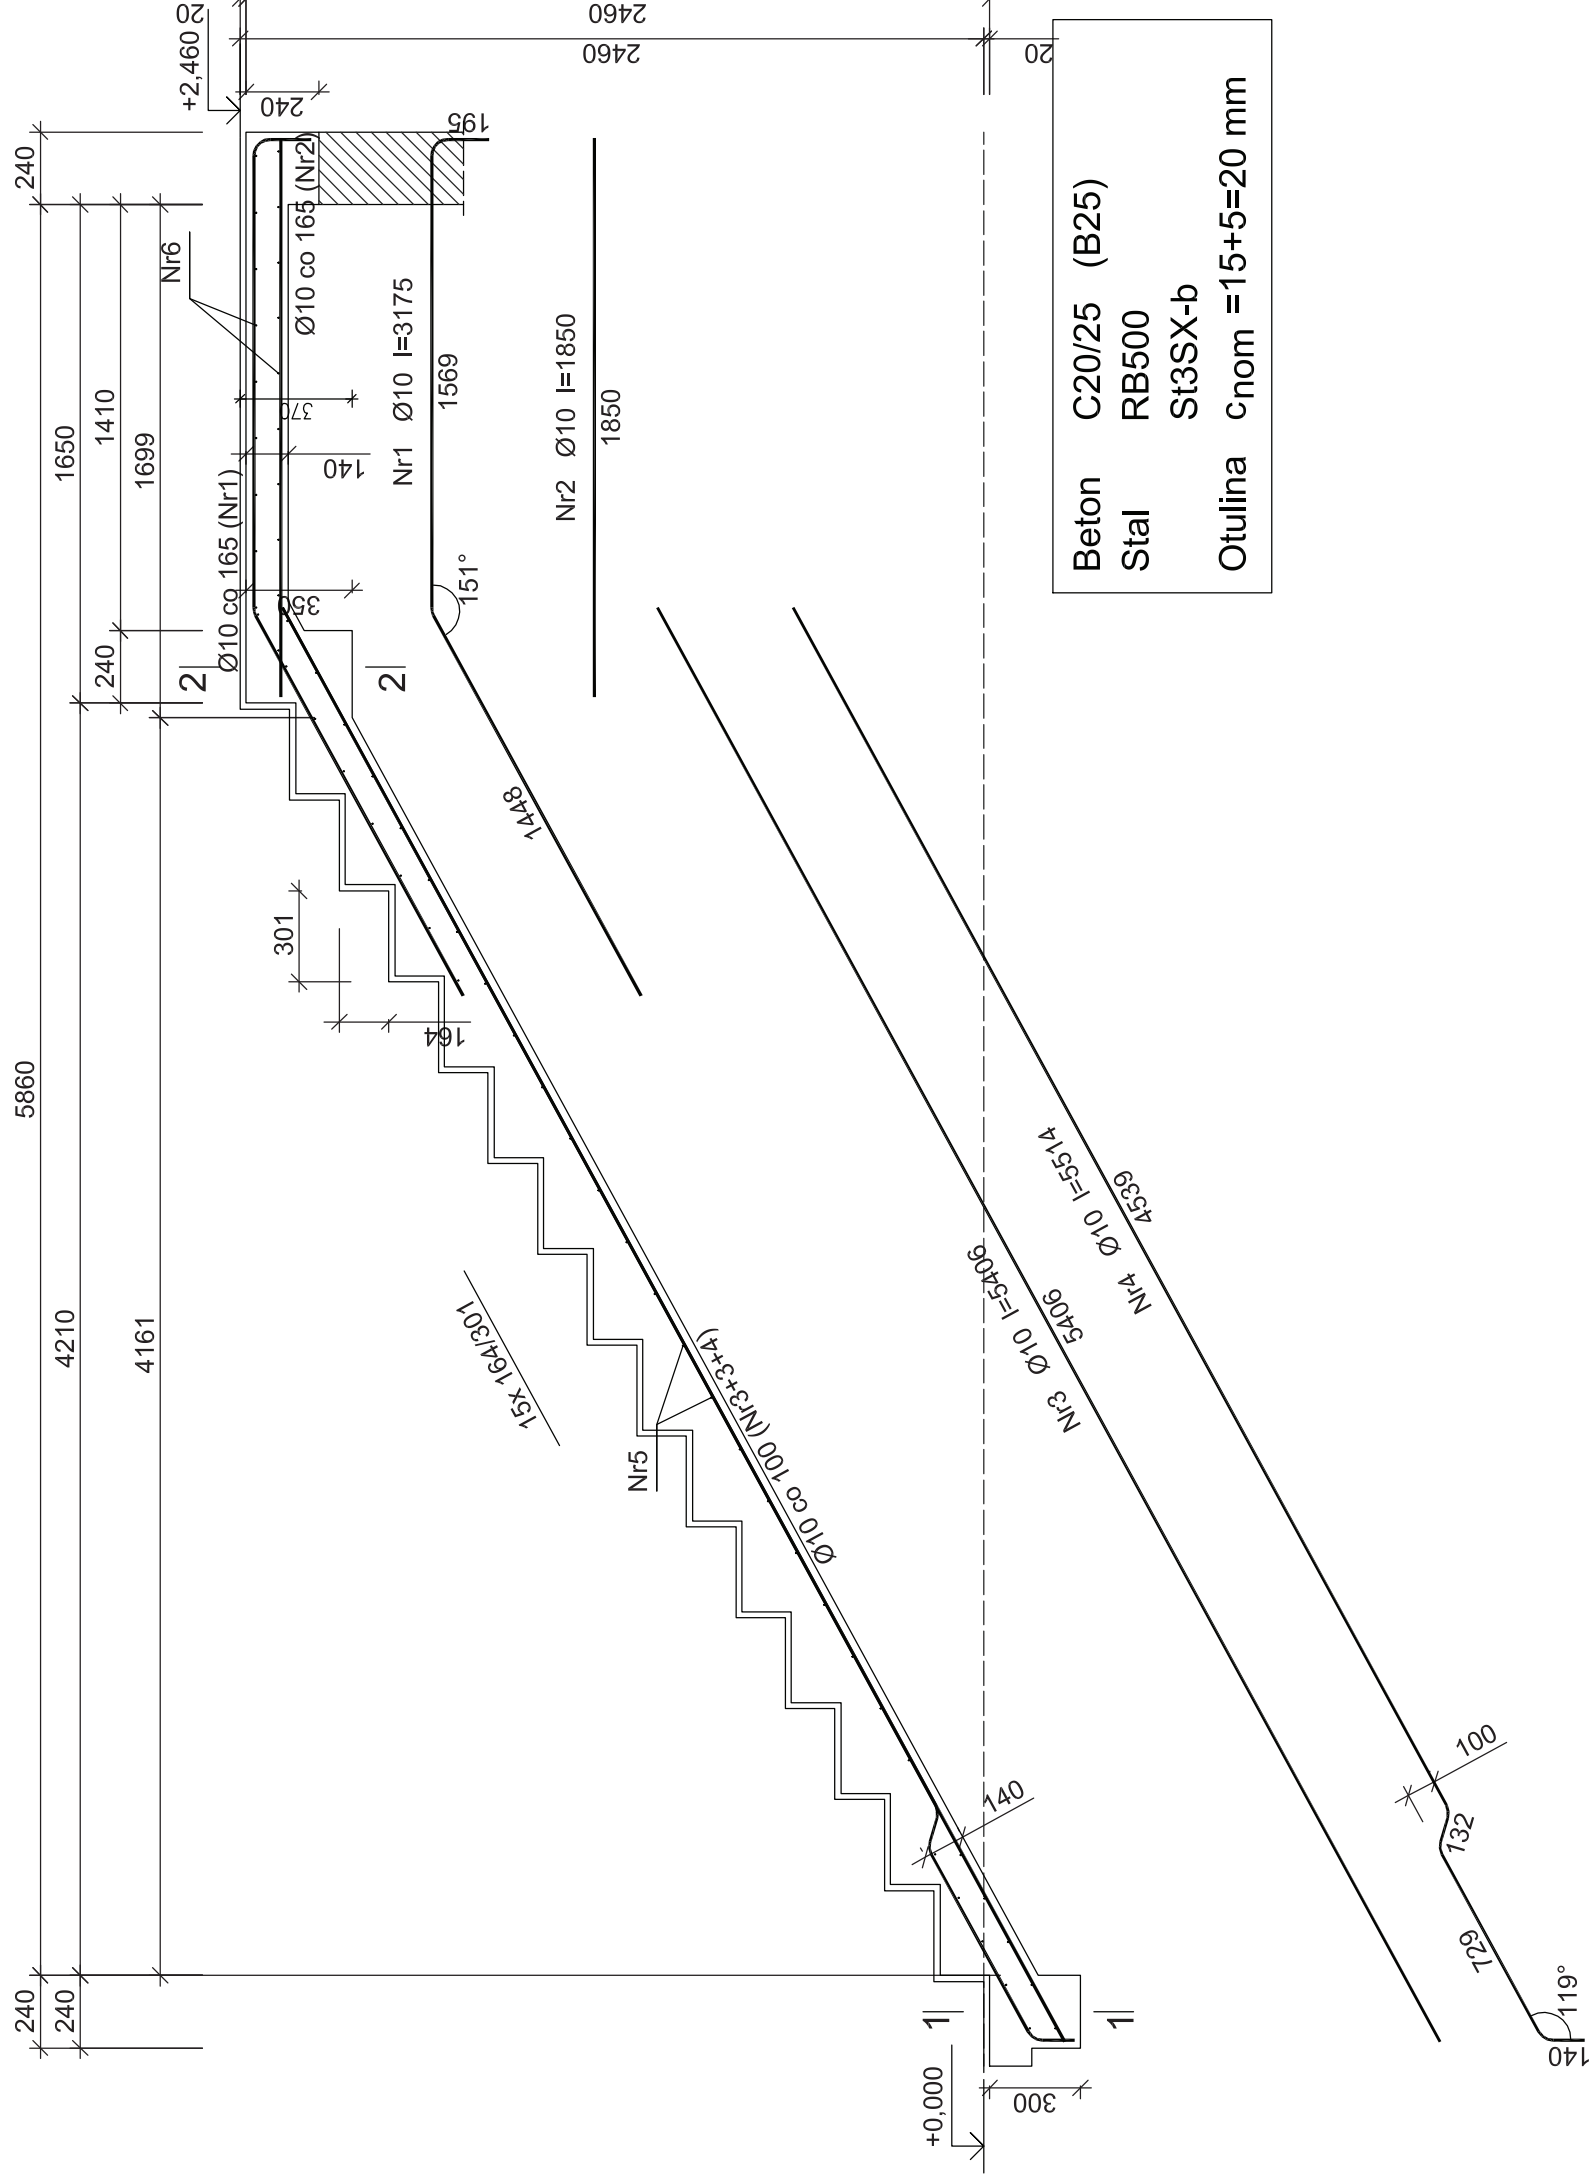 240
5860
240
240
4210
1650
240
1410
4161
1699
+2,460
20
2460
2460
20
240
Nr6
Ø10 co 165 (Nr1)
Ø10 co 165 (Nr2)
370
140
350
2
2
195
Nr1 Ø10 l=3175
1569
151°
1448
Nr2 Ø10 l=1850
1850
301
164
15x 164/301
Nr5
Ø10 co 100 (Nr3+3+4)
140
1
1
+0,000
300
Nr3 Ø10 l=5406
5406
Nr4 Ø10 l=5514
4539
100
132
729
119°
140
Beton C20/25 (B25)
Stal RB500
St3SX-b
Otulina cnom =15+5=20 mm